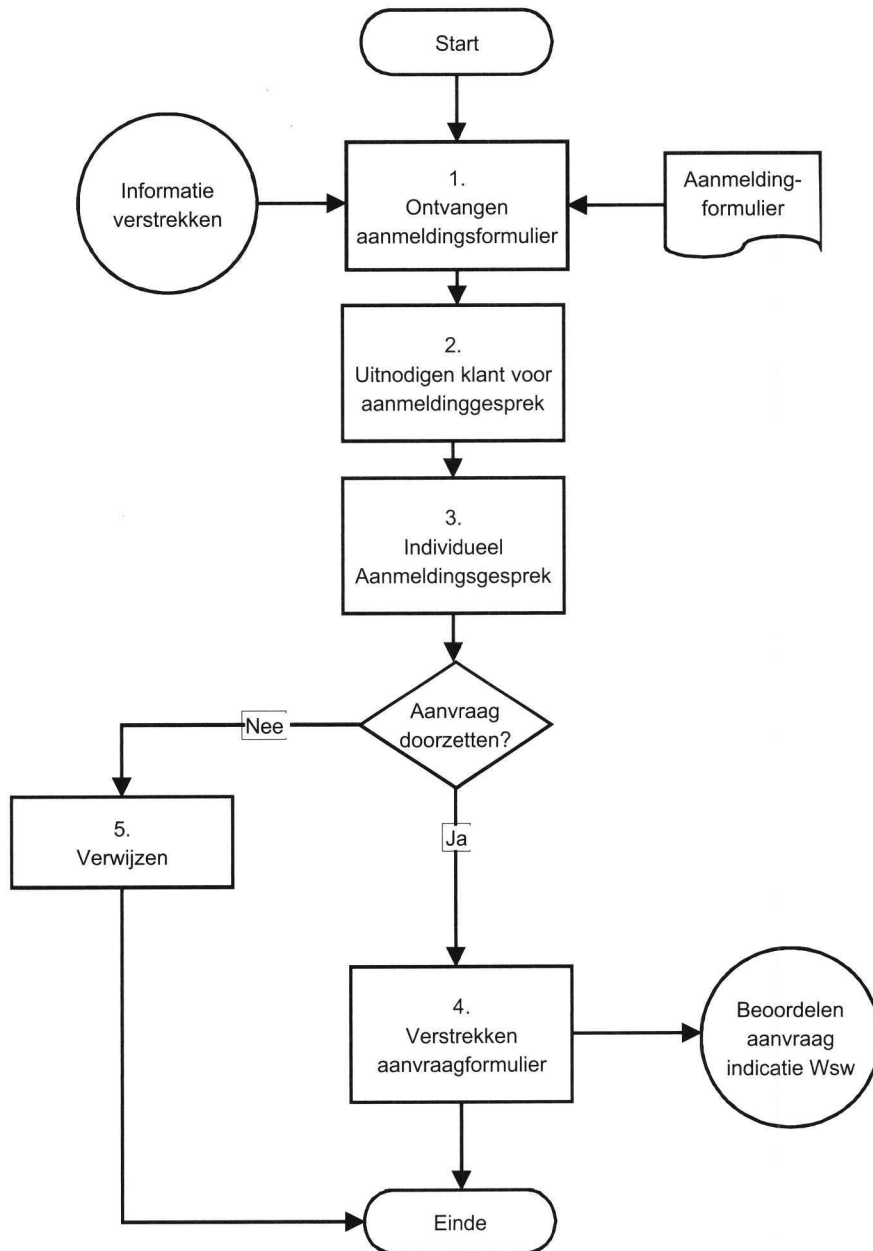 Start
Informatie
verstrekken
1.
Ontvangen
aanmeldingsformulier
Aanmelding-
formulier
2.
Uitnodigen klant voor
aanmeldinggesprek
3.
Individueel
Aanmeldingsgesprek
Aanvraag
doorzetten?
Nee
Ja
5.
Verwijzen
4.
Verstrekken
aanvraagformulier
Beoordelen
aanvraag
indicatie Wsw
Einde